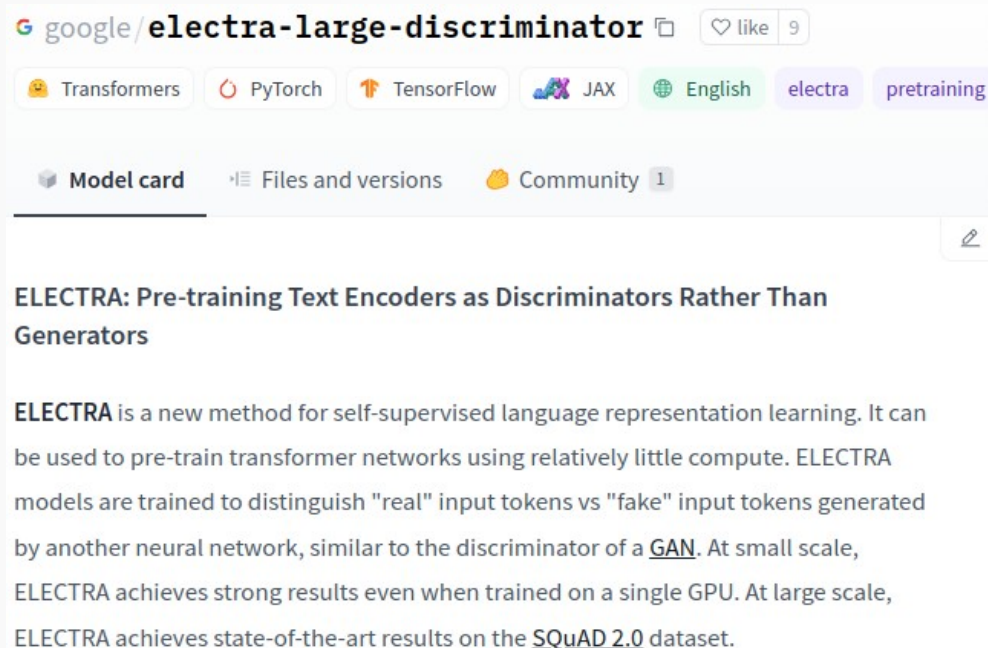 google/electra-large-discriminator like 9
Transformers PyTorch TensorFlow JAX English electra pretraining
Model card Files and versions Community 1
ELECTRA: Pre-training Text Encoders as Discriminators Rather Than
Generators
ELECTRA is a new method for self-supervised language representation learning. It can
be used to pre-train transformer networks using relatively little compute. ELECTRA
models are trained to distinguish "real" input tokens vs "fake" input tokens generated
by another neural network, similar to the discriminator of a GAN. At small scale,
ELECTRA achieves strong results even when trained on a single GPU. At large scale,
ELECTRA achieves state-of-the-art results on the SQuAD 2.0 dataset.